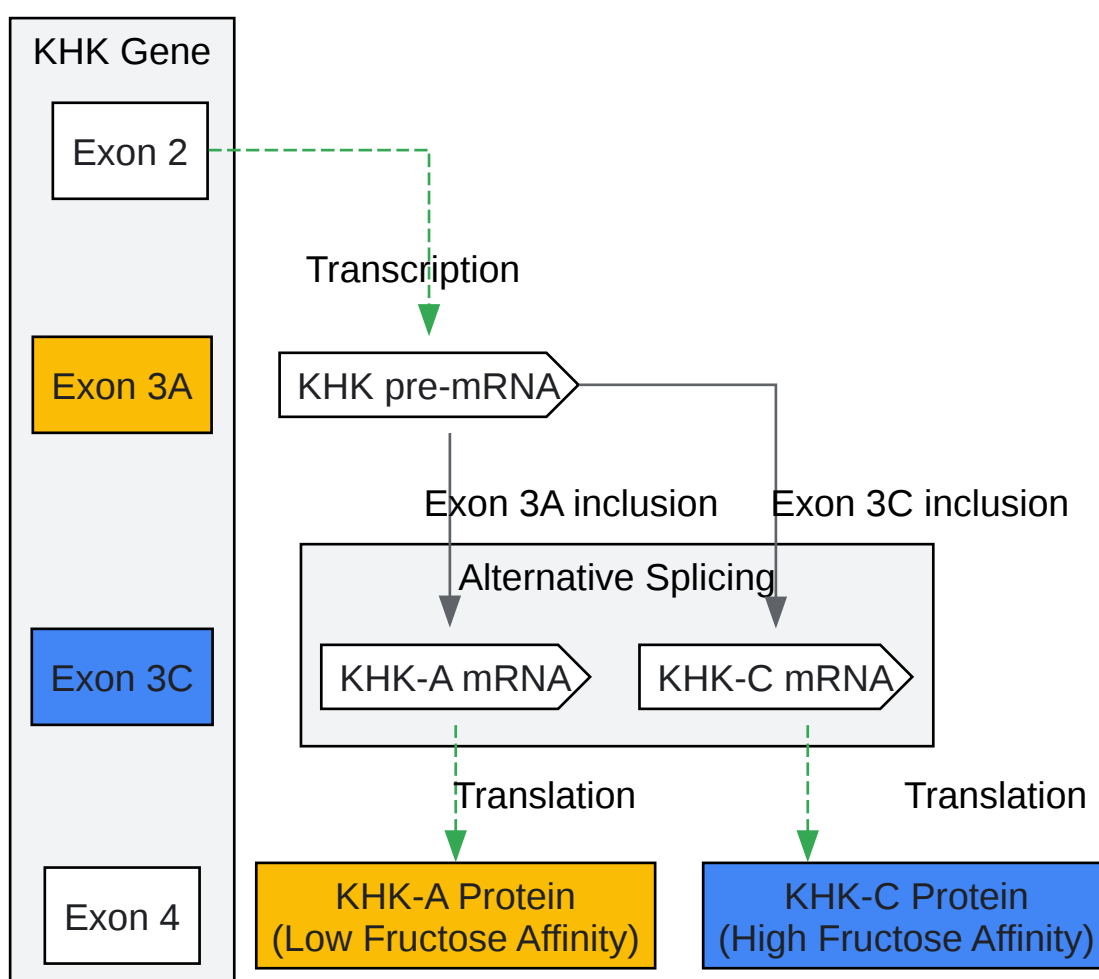 KHK Gene
Exon 2
Transcription
Exon 3A
KHK pre-mRNA
Exon 3A inclusion
Exon 3C inclusion
Alternative Splicing
Exon 3C
KHK-A mRNA
KHK-C mRNA
Translation
Translation
Exon 4
KHK-A Protein
(Low Fructose Affinity)
KHK-C Protein
(High Fructose Affinity)